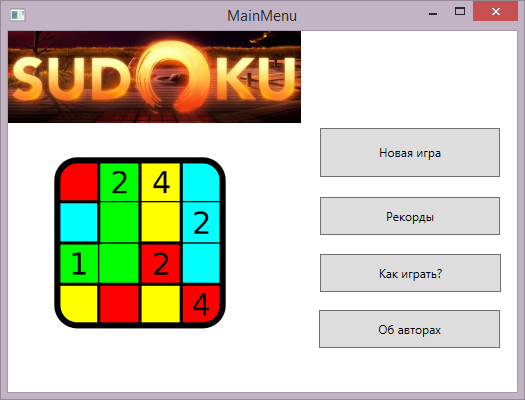 MainMenu
SUDOKU
2 4
2
1 2
4
Новая игра
Рекорды
Как играть?
Об авторах